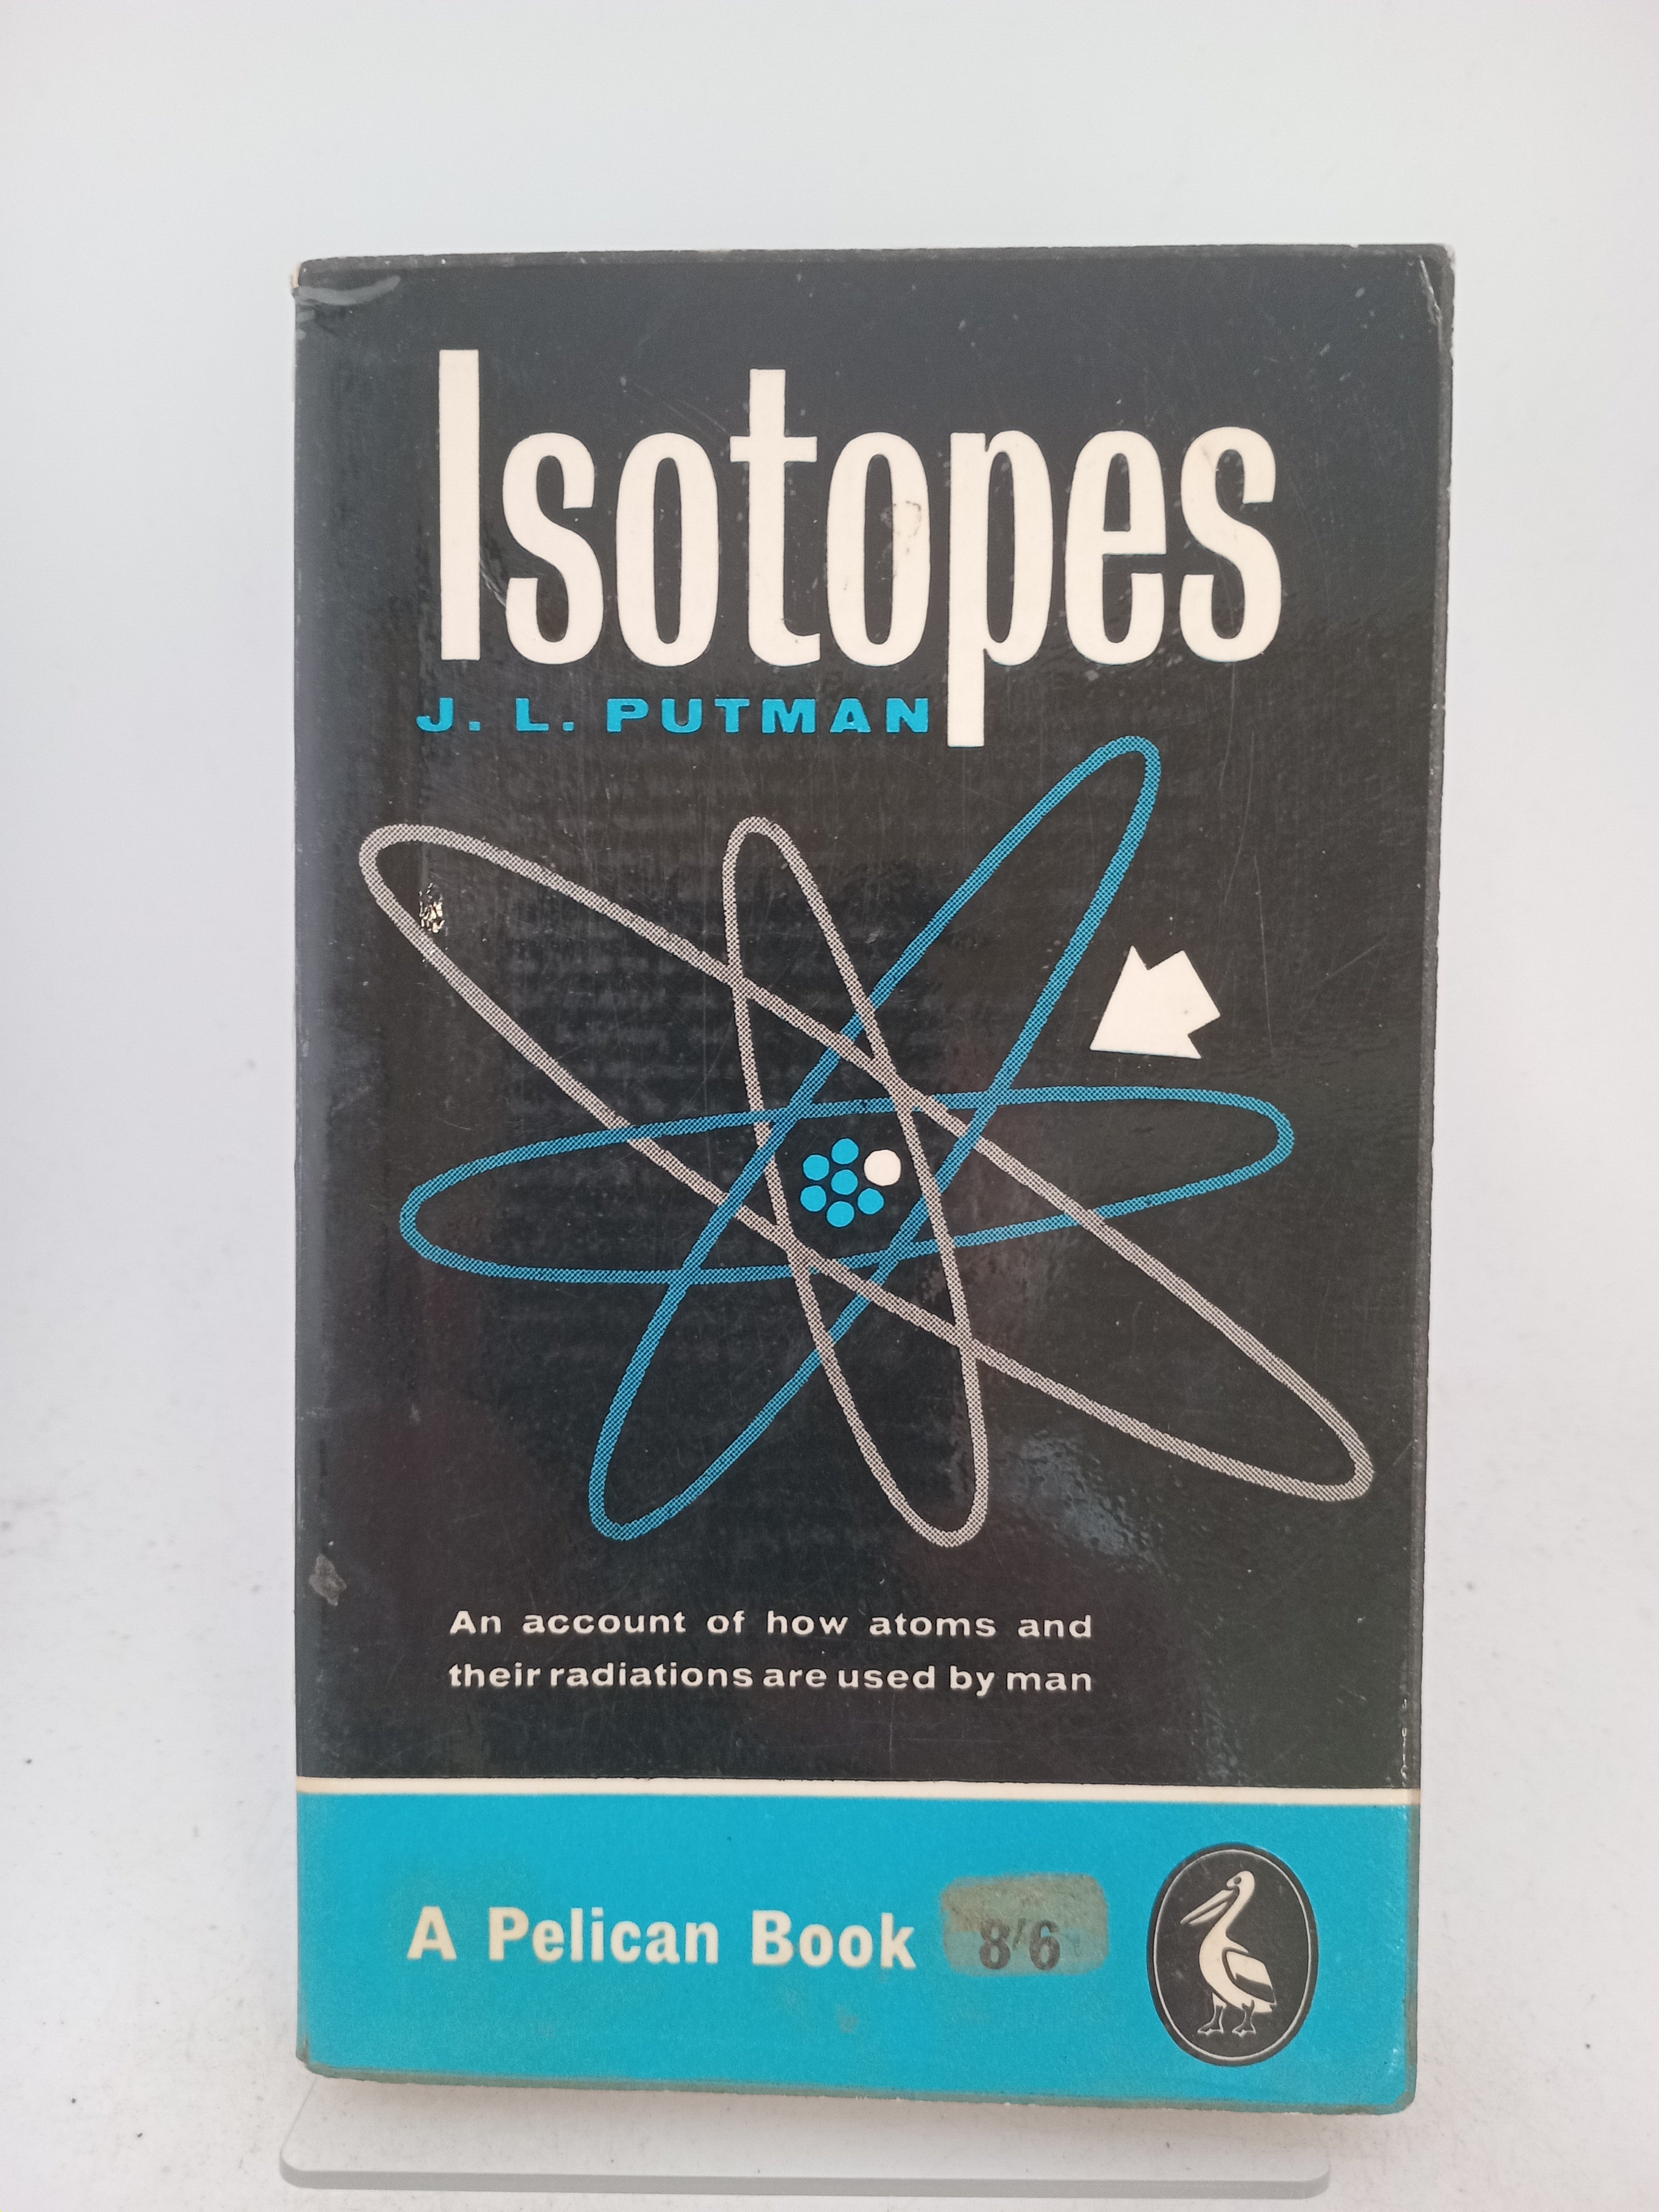 Isotopes
J. L. PUTMAN
An account of how atoms and
their radiations are used by man
A Pelican Book 8/6